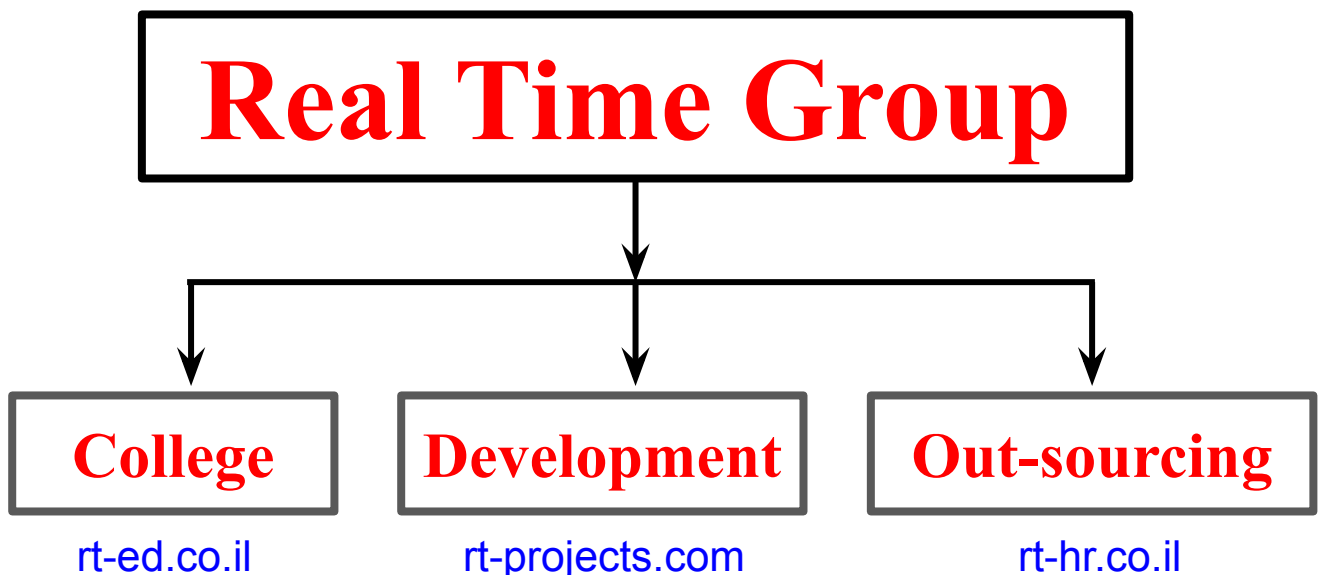 Real Time Group
College
Development
Out-sourcing
rt-ed.co.il
rt-projects.com
rt-hr.co.il